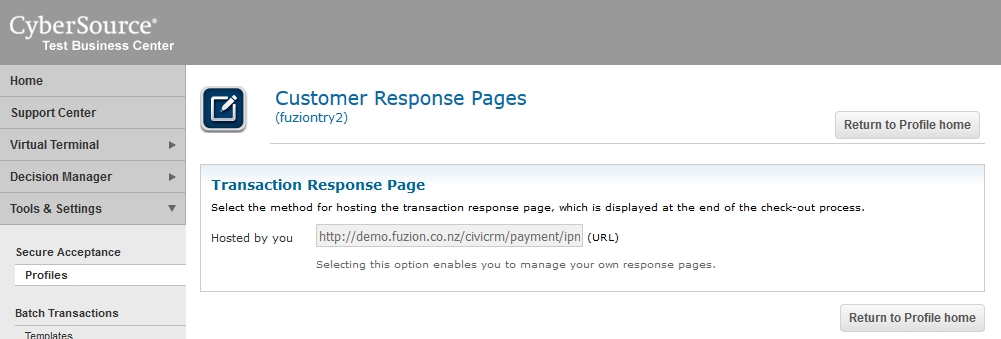 CyberSource®
Test Business Center
Home
Support Center
Virtual Terminal
Decision Manager
Tools & Settings
Secure Acceptance
Profiles
Batch Transactions
Templates
Customer Response Pages
(fuziontry2)
Return to Profile home
Transaction Response Page
Select the method for hosting the transaction response page, which is displayed at the end of the check-out process.
Hosted by you http://demo.fuzion.co.nz/civicrm/payment/ipn (URL)
Selecting this option enables you to manage your own response pages.
Return to Profile home